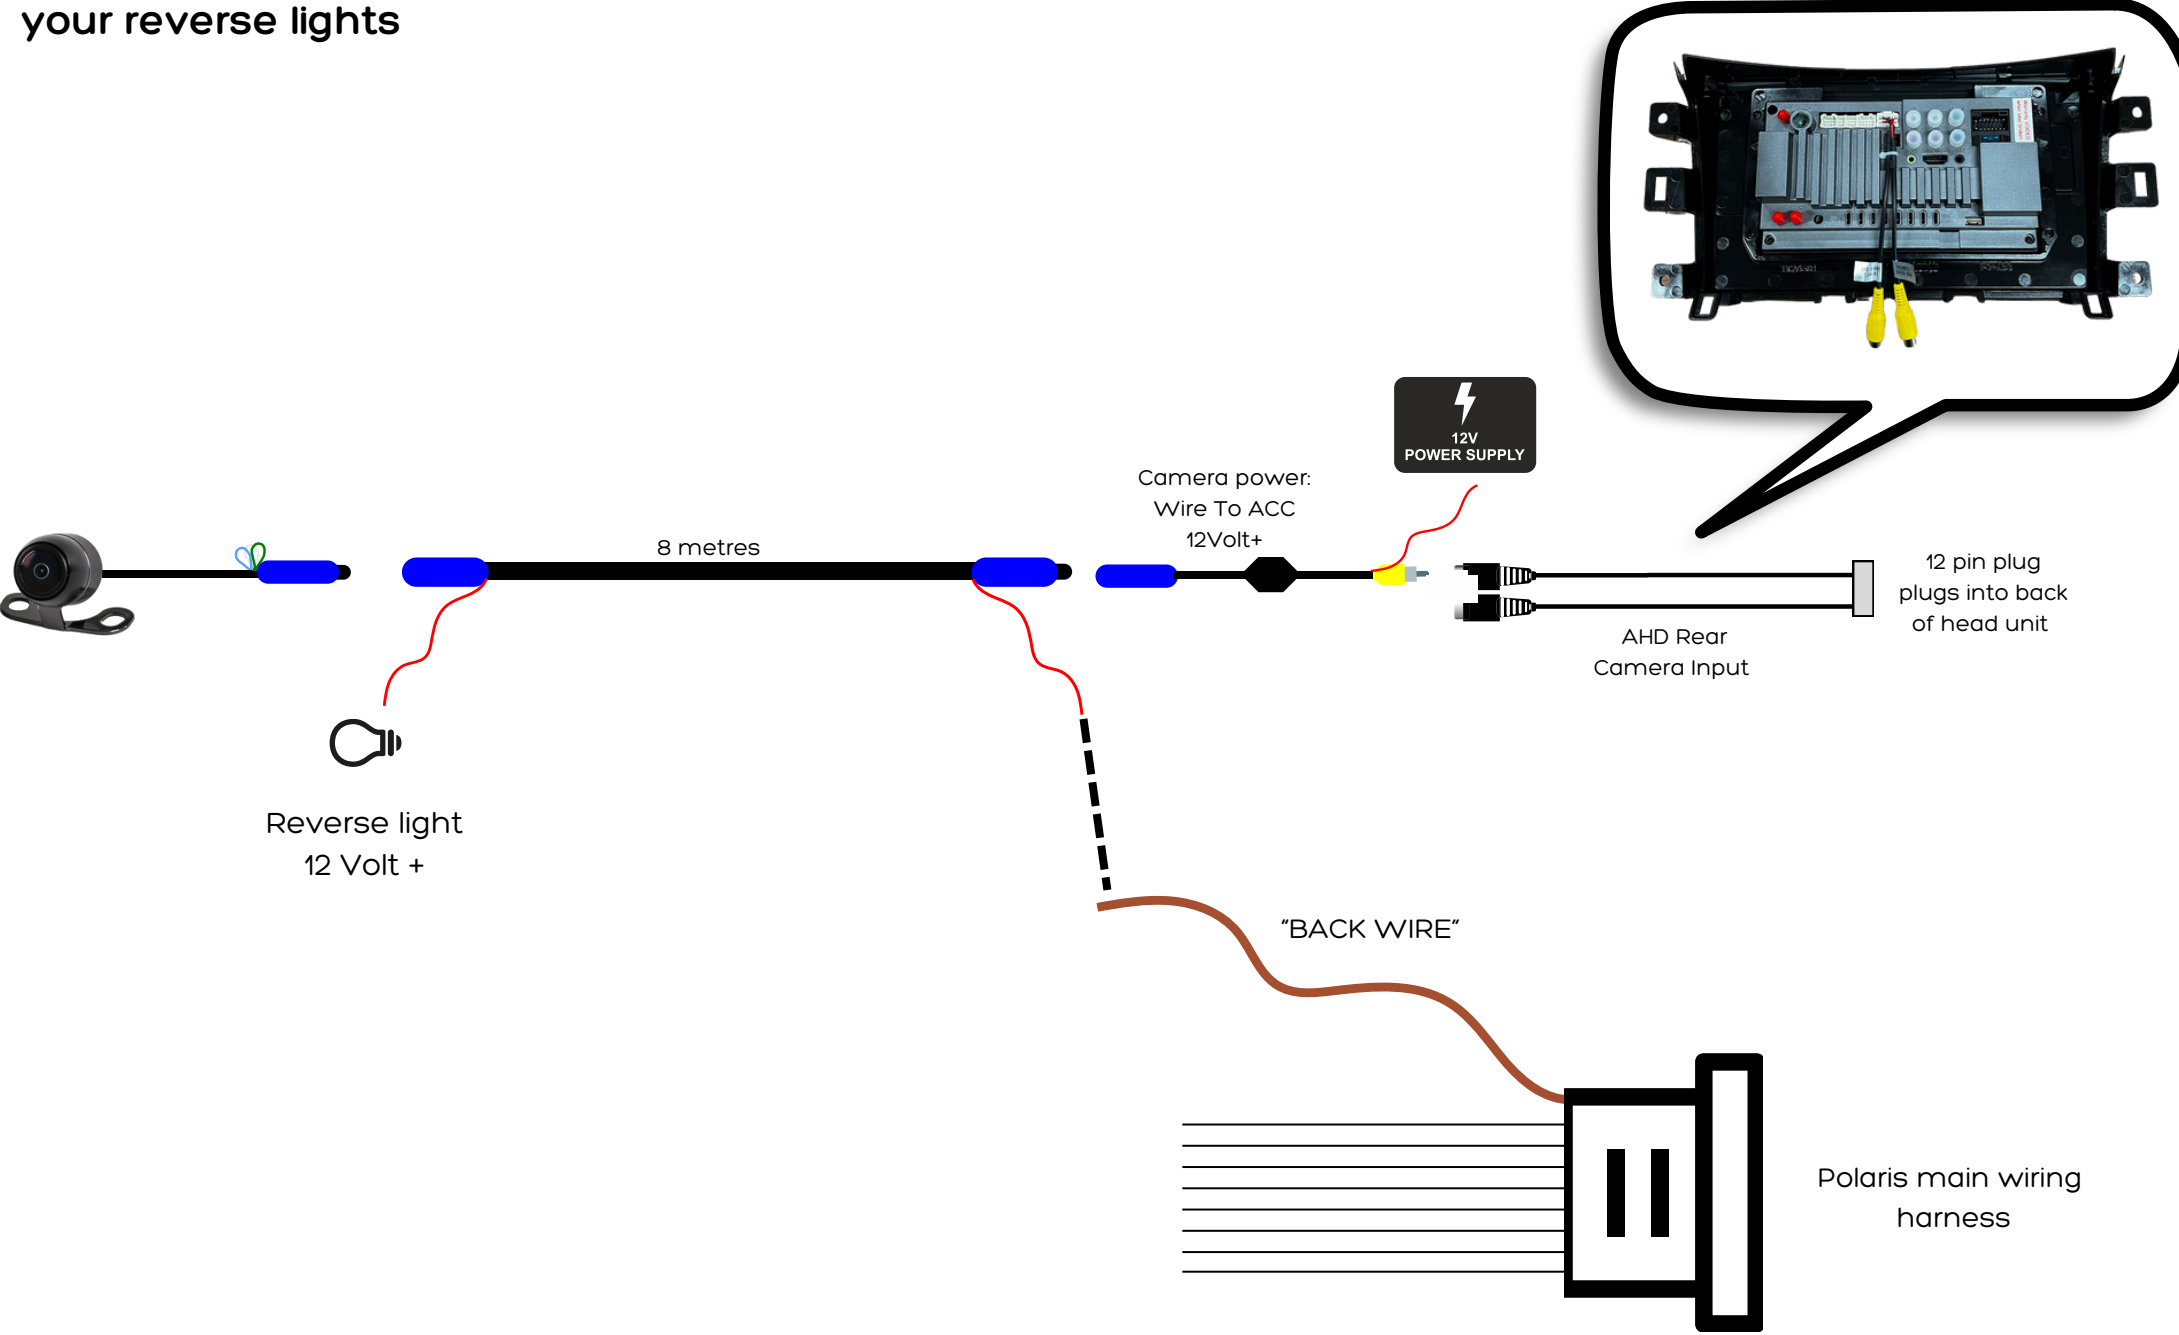 your reverse lights
12V
POWER SUPPLY
Camera power:
Wire To ACC
12Volt+
8 metres
12 pin plug
plugs into back
of head unit
AHD Rear
Camera Input
Reverse light
12 Volt +
“BACK WIRE”
Polaris main wiring
harness